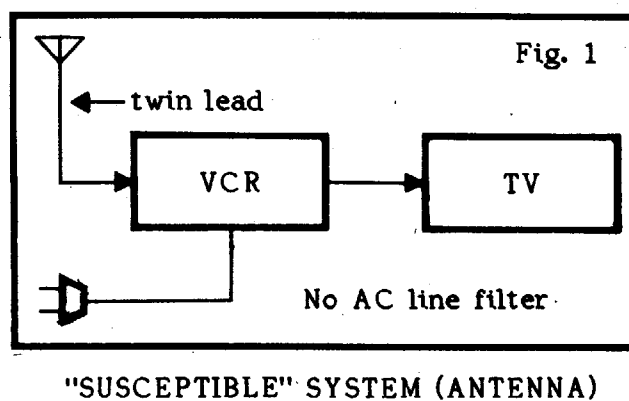 Fig. 1
twin lead
VCR
TV
No AC line filter
"SUSCEPTIBLE" SYSTEM (ANTENNA)